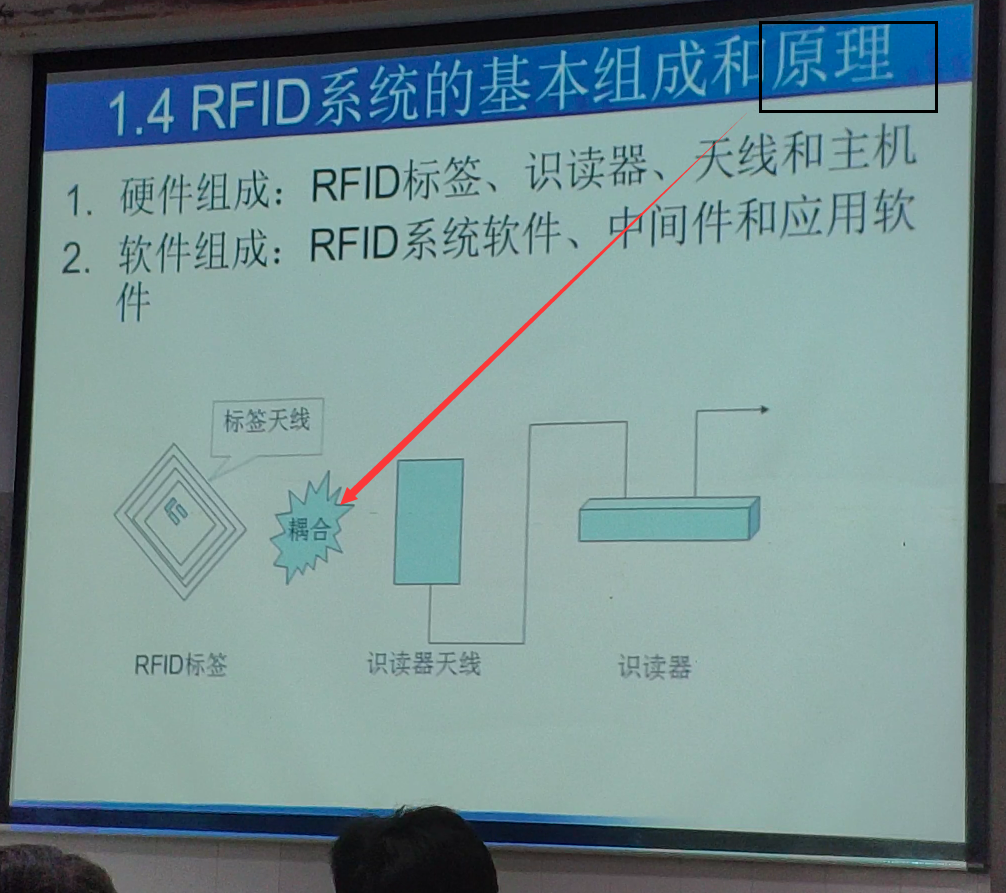 1.4 RFID系统的基本组成和原理
1. 硬件组成：RFID标签、识读器、天线和主机
2. 软件组成：RFID系统软件、中间件和应用软
件
标签天线
耦合
RFID标签
识读器天线
识读器